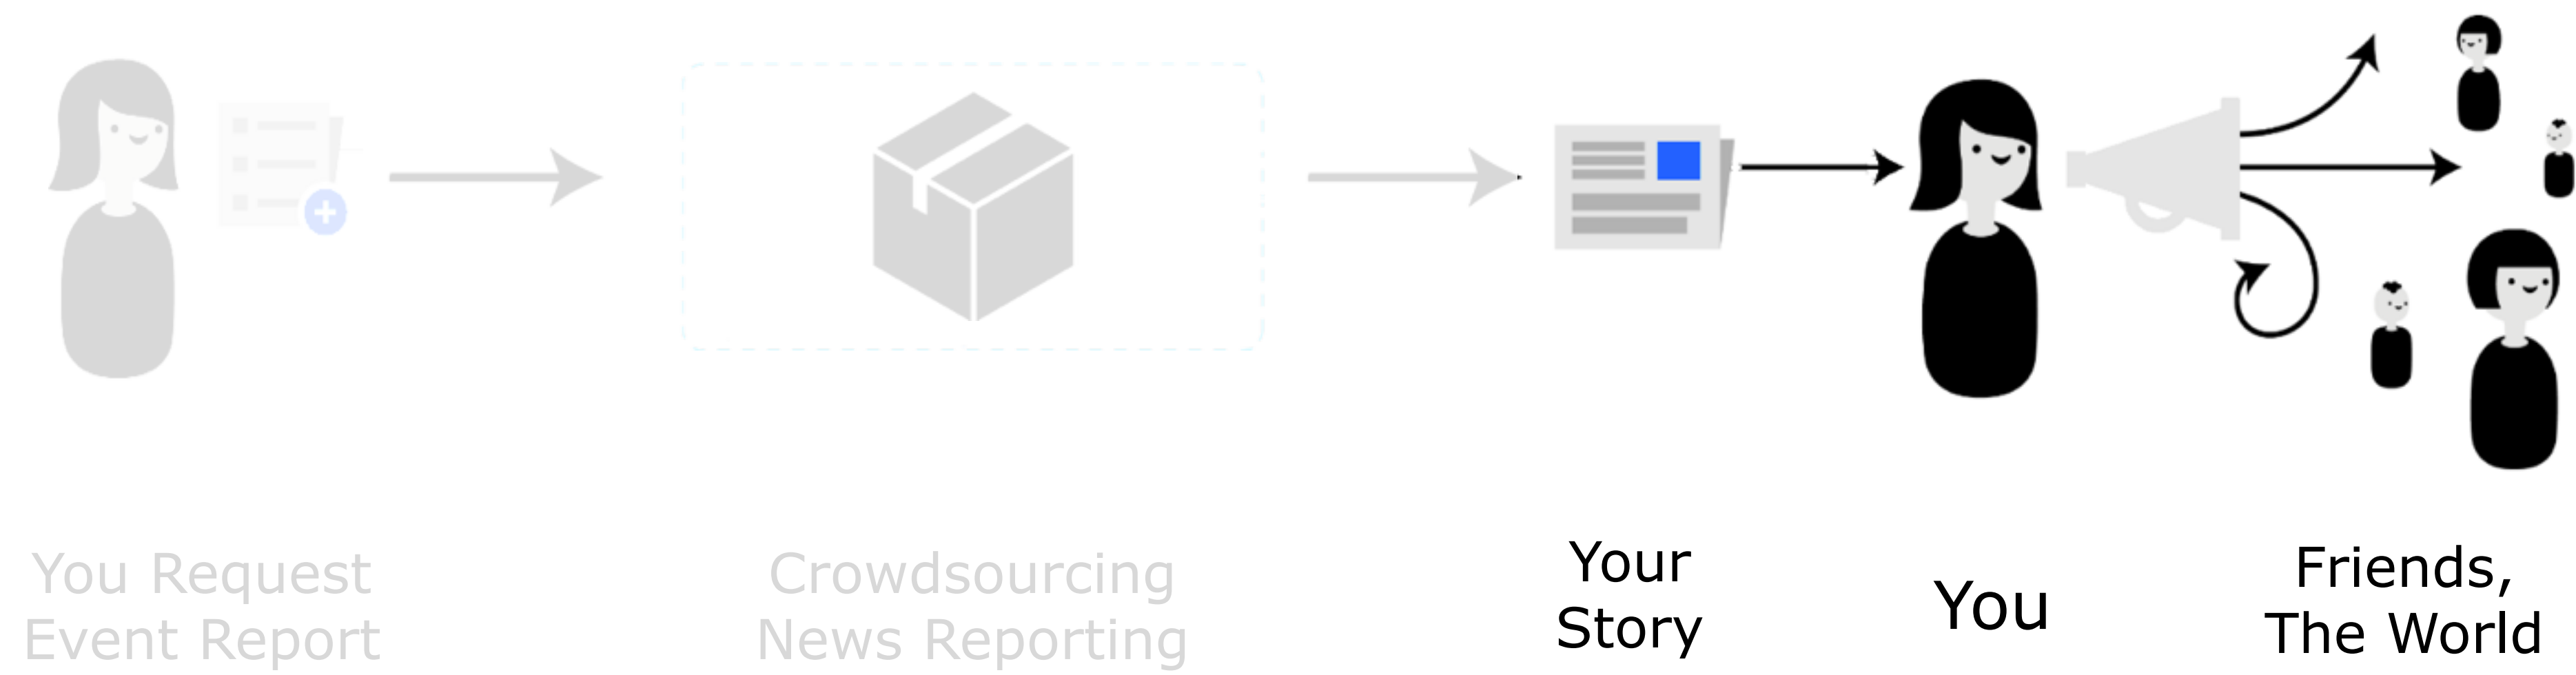 You Request
Event Report
Crowdsourcing
News Reporting
Your
Story
You
Friends,
The World